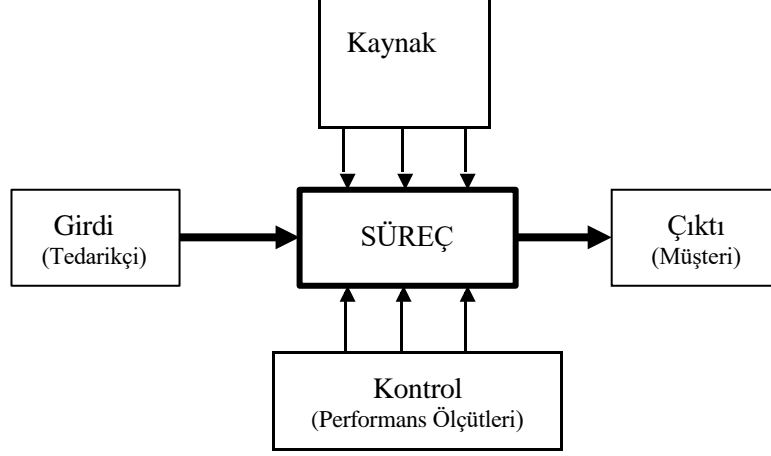 Kaynak
Girdi
(Tedarikçi)
SÜREÇ
Çıktı
(Müşteri)
Kontrol
(Performans Ölçütleri)